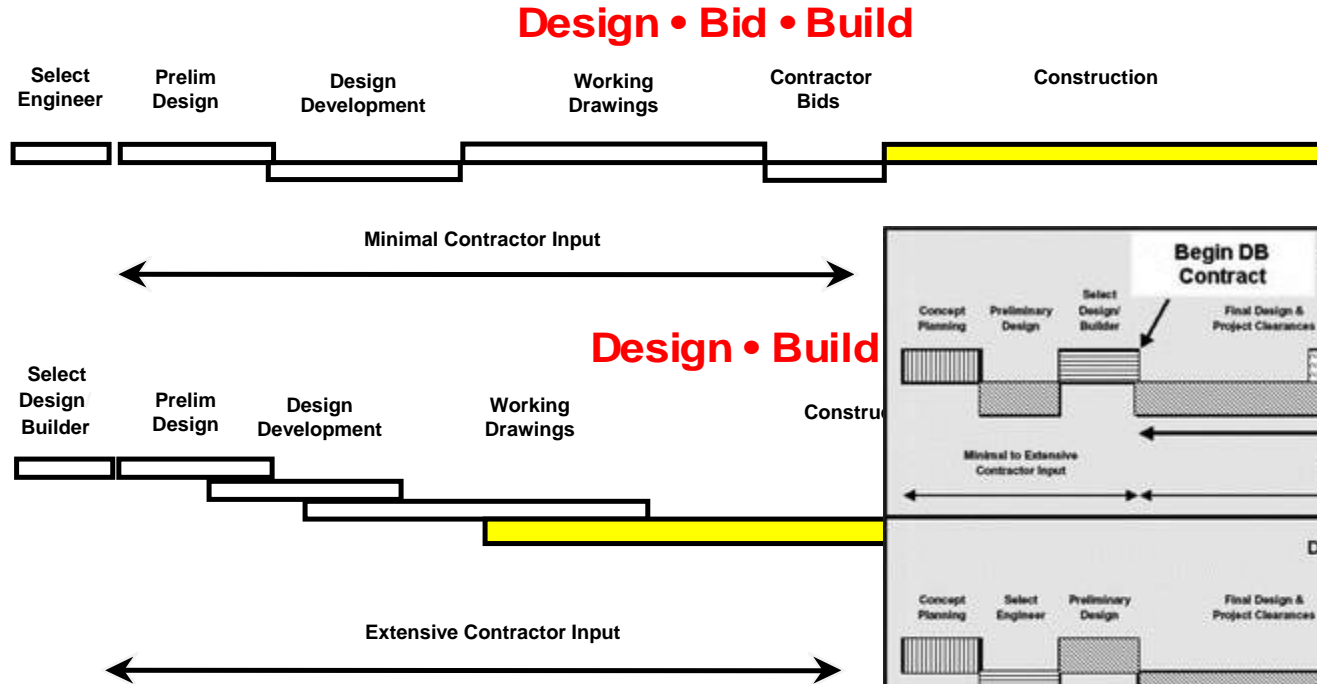 Design • Bid • Build
Select
Engineer
Prelim
Design
Design
Development
Working
Drawings
Contractor
Bids
Construction
Minimal Contractor Input
Design • Build
Select
Design
Builder
Prelim
Design
Design
Development
Working
Drawings
Constru
Extensive Contractor Input
Begin DB
Contract
Concept
Planning
Preliminary
Design
Select
Design/
Builder
Final Design &
Project Clearances
Minimal to Extensive
Contractor Input
D
Concept
Planning
Select
Engineer
Preliminary
Design
Final Design &
Project Clearances